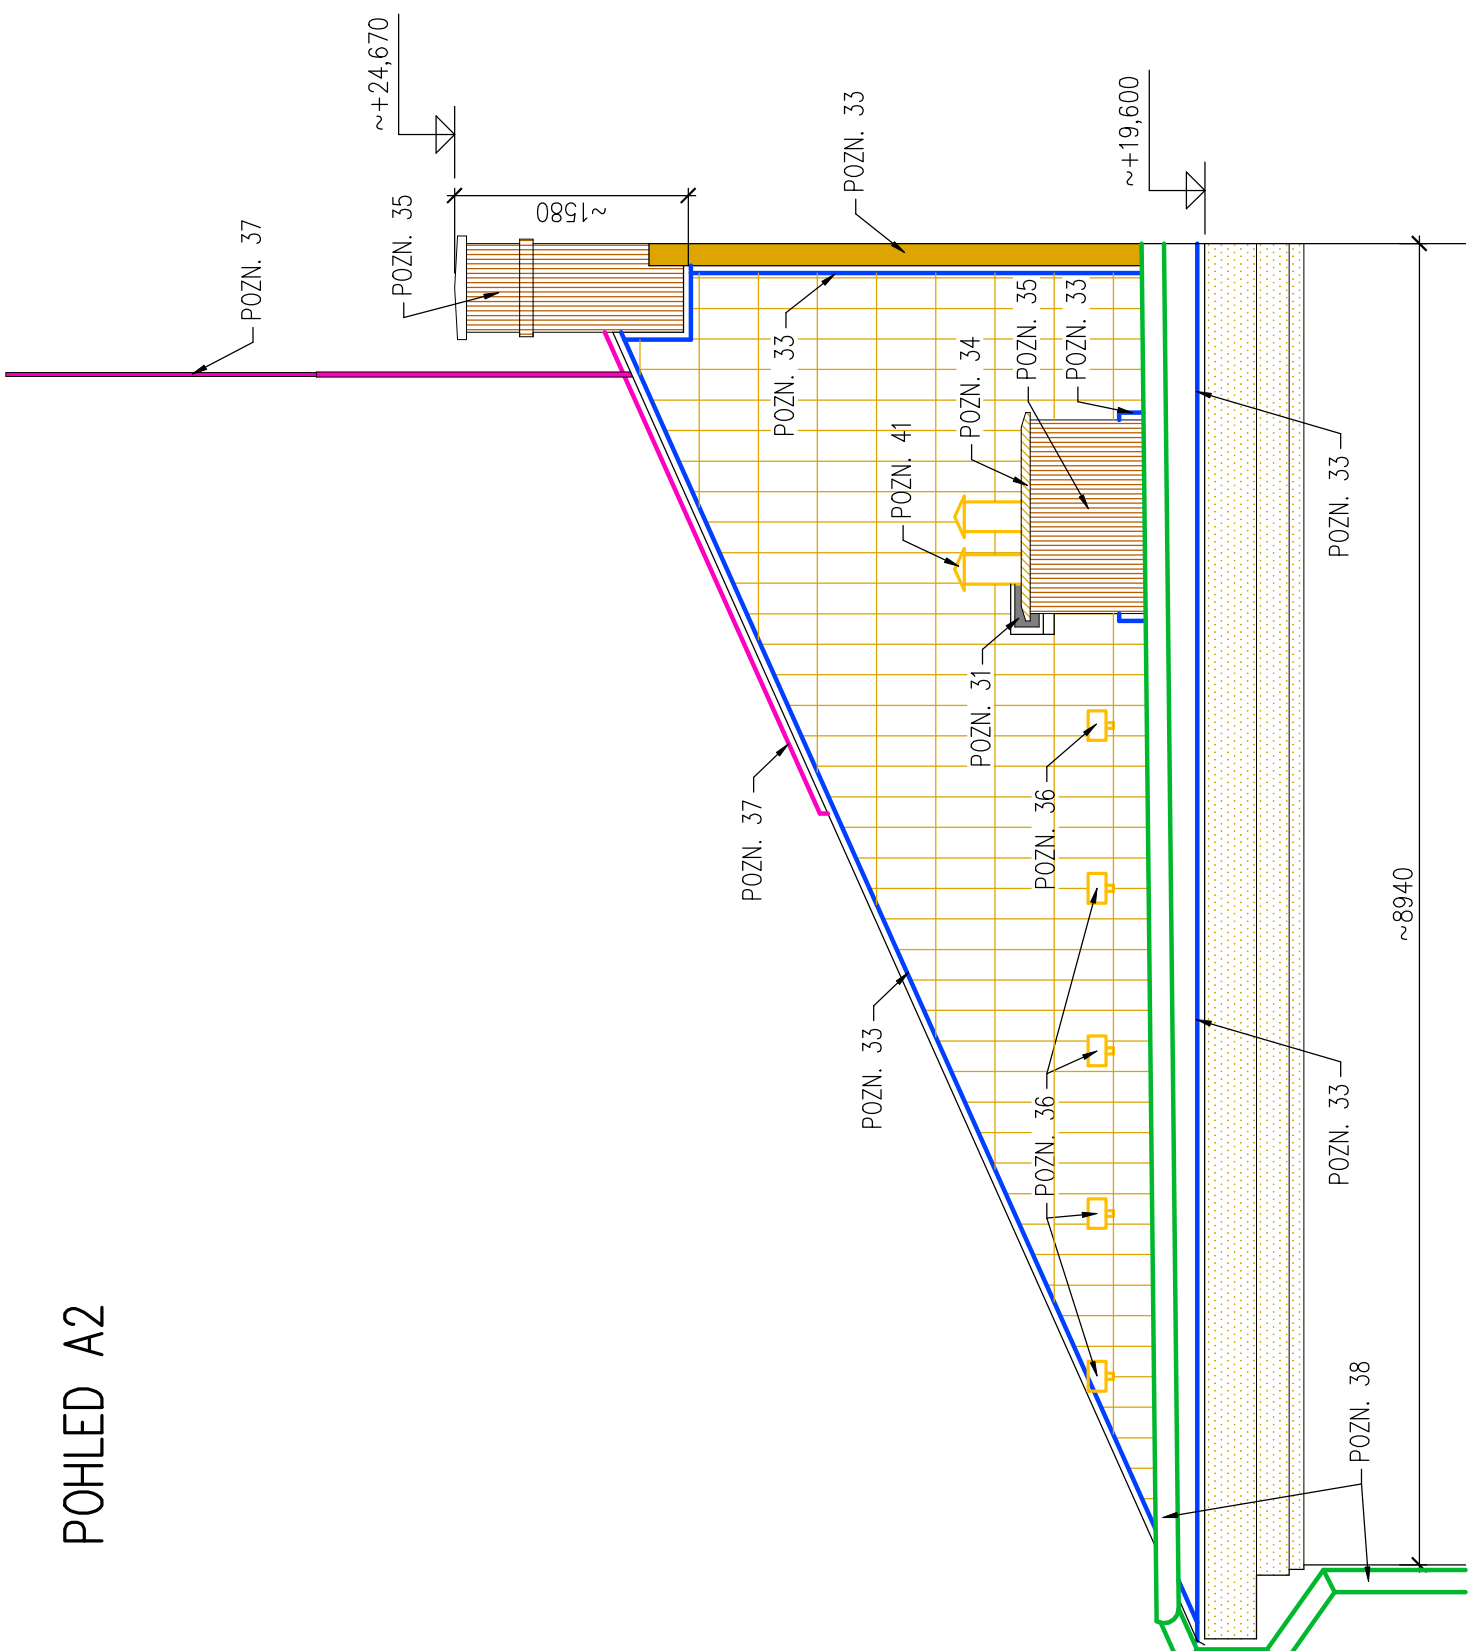 POHLED A2
POZN. 37
~+24,670
POZN. 35
~1580
POZN. 33
~+19,600
POZN. 33
POZN. 41
POZN. 34
POZN. 35
POZN. 33
POZN. 33
POZN. 31
POZN. 37
POZN. 36
POZN. 33
POZN. 36
POZN. 33
~8940
POZN. 38